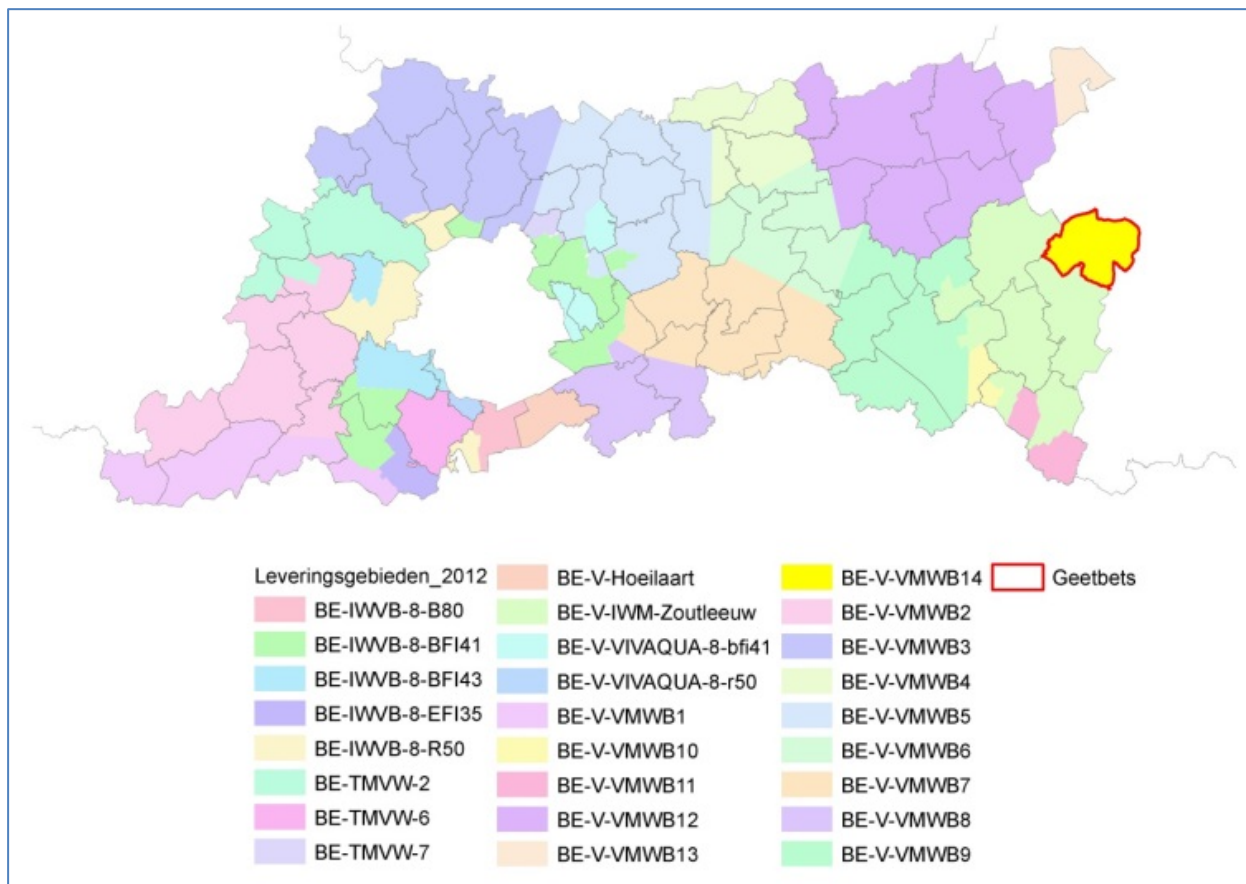 Leveringsgebieden_2012
BE-IWVB-8-B80
BE-IWVB-8-BFI41
BE-IWVB-8-BFI43
BE-IWVB-8-EFI35
BE-IWVB-8-R50
BE-TMVW-2
BE-TMVW-6
BE-TMVW-7
BE-V-Hoeilaart
BE-V-IWM-Zoutleeuw
BE-V-VIVAQUA-8-bfi41
BE-V-VIVAQUA-8-r50
BE-V-VMWB1
BE-V-VMWB10
BE-V-VMWB11
BE-V-VMWB12
BE-V-VMWB13
BE-V-VMWB14
BE-V-VMWB2
BE-V-VMWB3
BE-V-VMWB4
BE-V-VMWB5
BE-V-VMWB6
BE-V-VMWB7
BE-V-VMWB8
BE-V-VMWB9
Geetbets